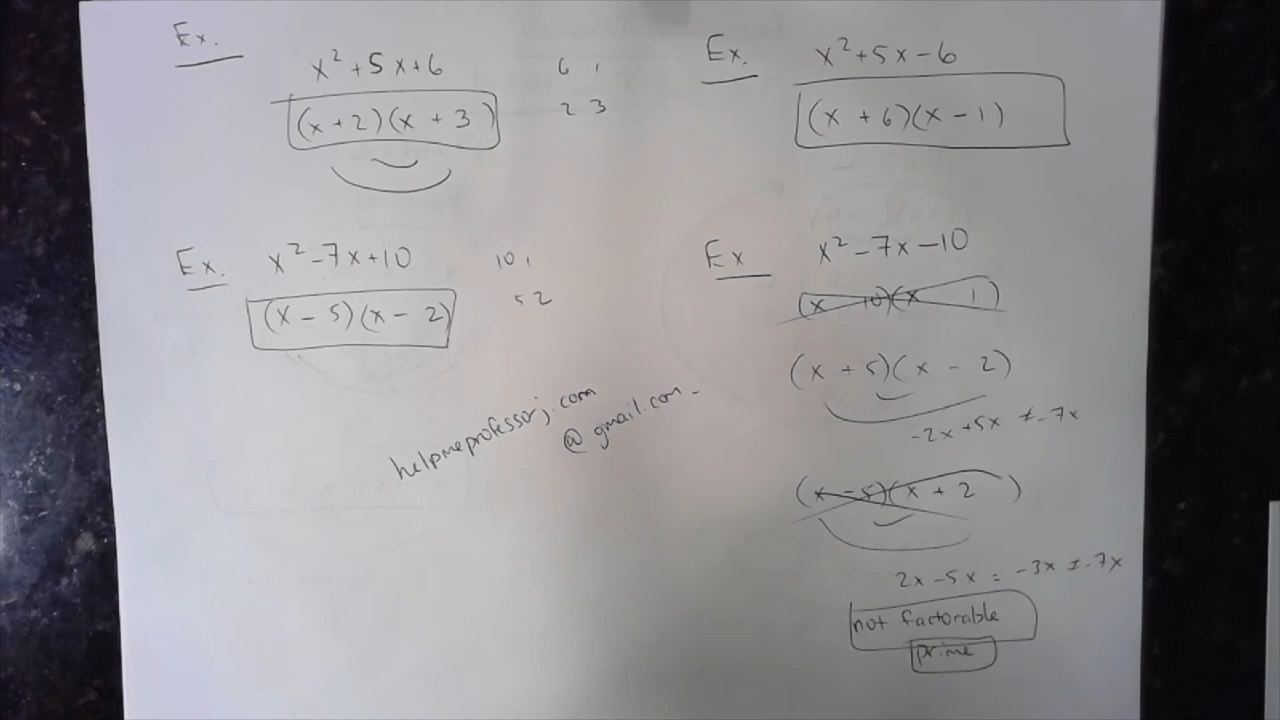 Ex.
x²+5x+6
6 1
(x+2)(x+3)
2 3
Ex.
x²+5x-6
(x+6)(x-1)
Ex.
x²-7x+10
10 1
(x-5)(x-2)
5 2
Ex
x²-7x-10
(x 10)(x 1)
(x+5)(x-2)
-2x+5x ≠-7x
(x-5)(x+2)
2x-5x = -3x ≠-7x
not factorable
prime
helpmeprofessorj.com
@gmail.com